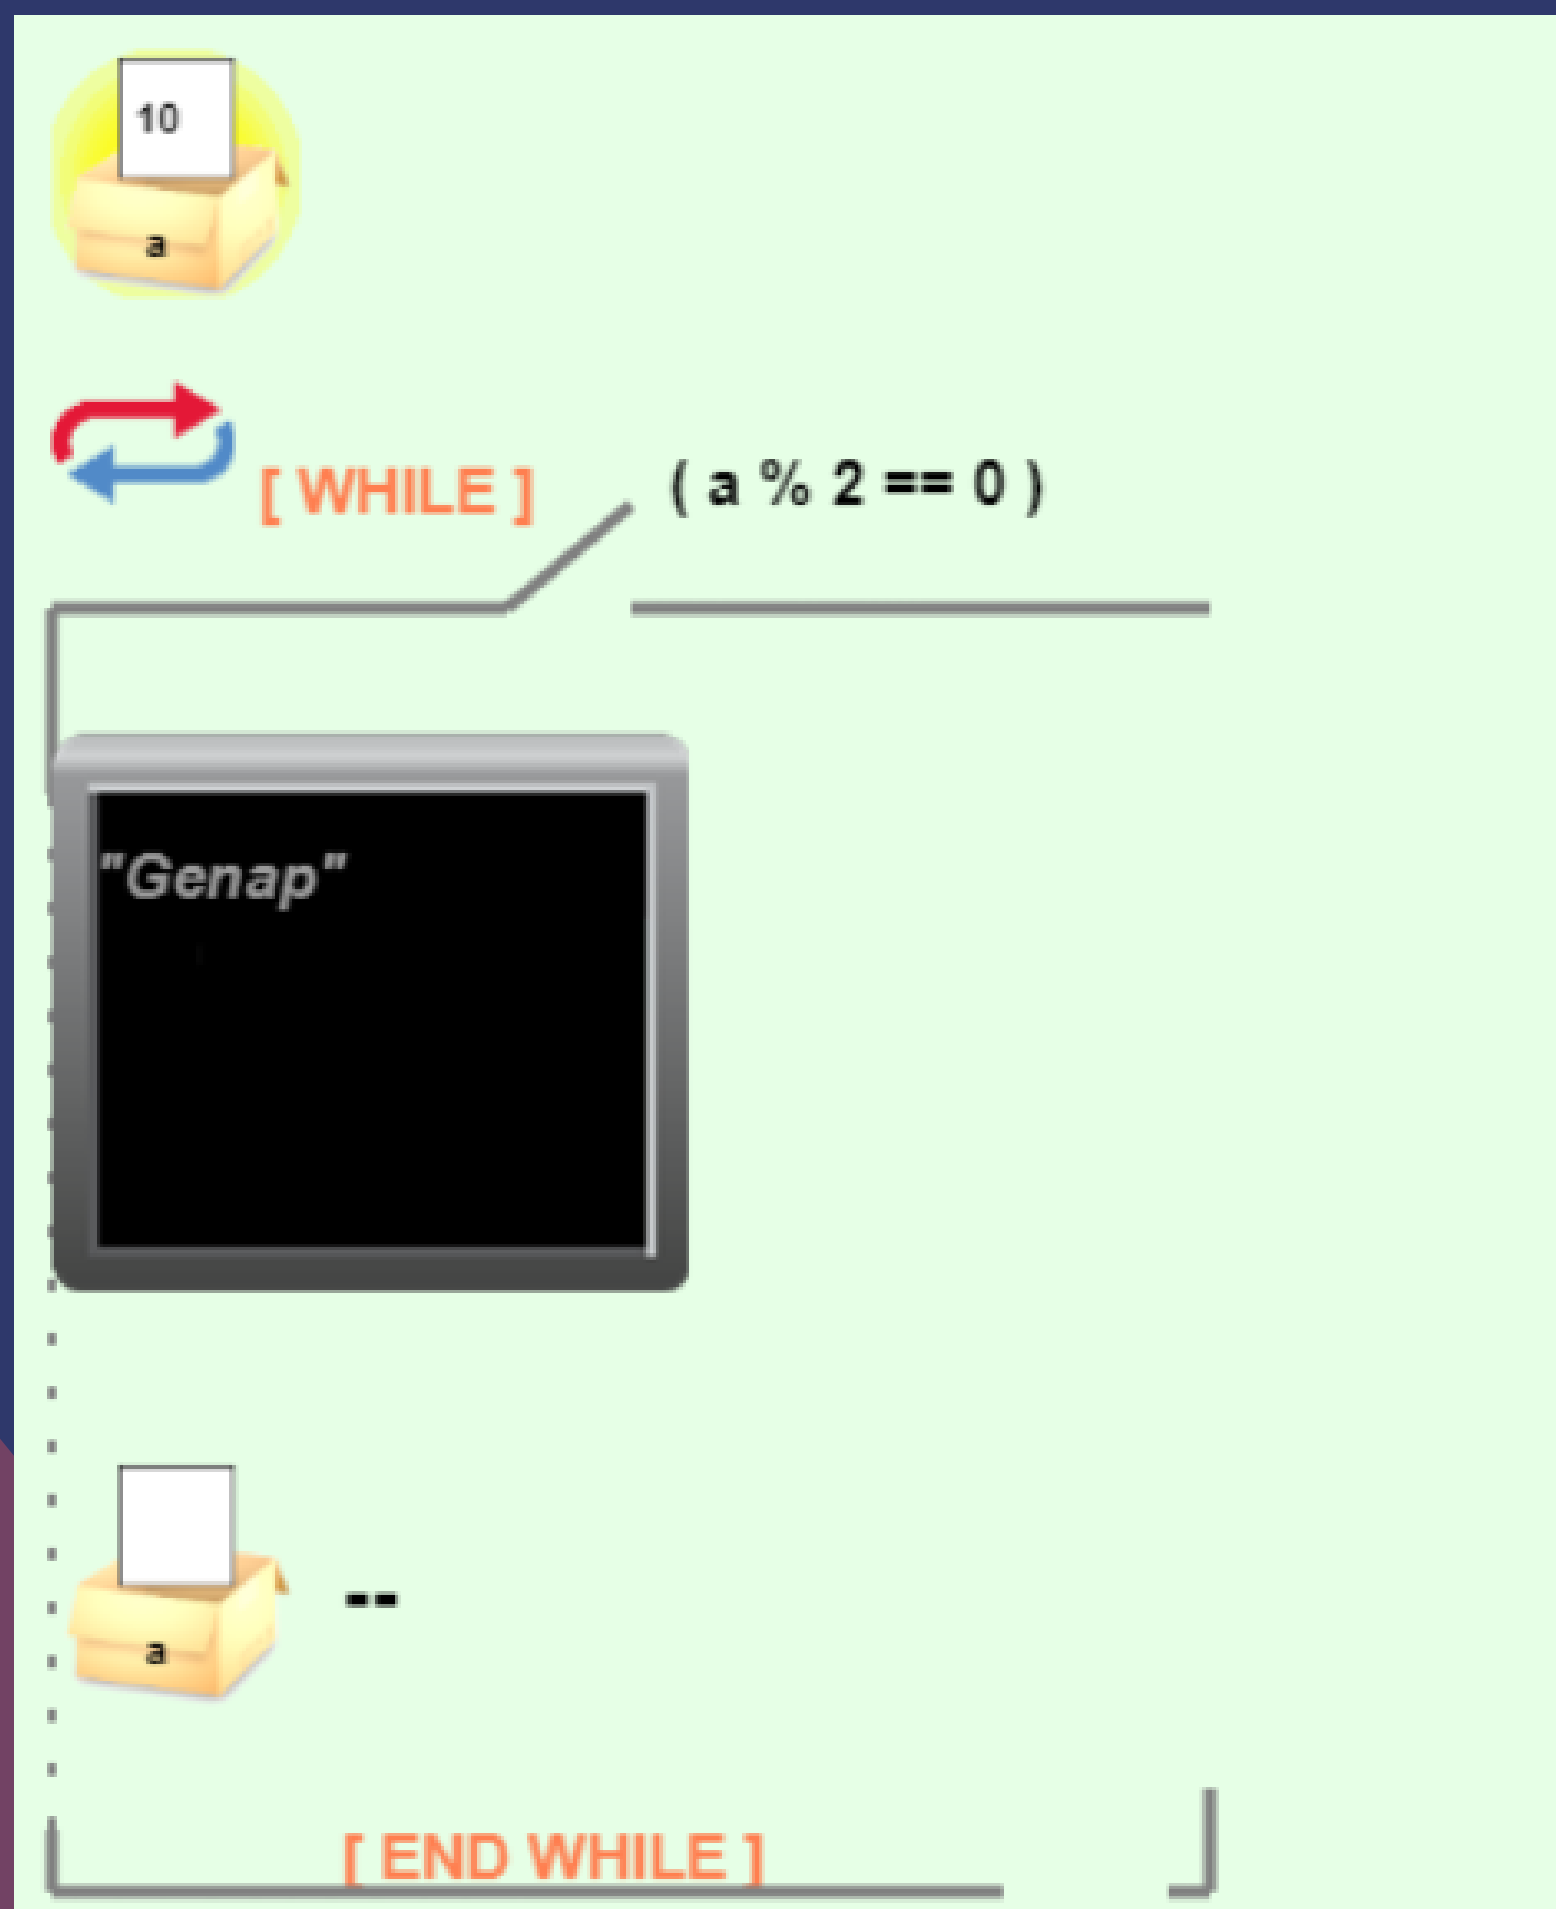 10
a
[ WHILE ] ( a % 2 == 0 )
"Genap"
a --
[ END WHILE ]